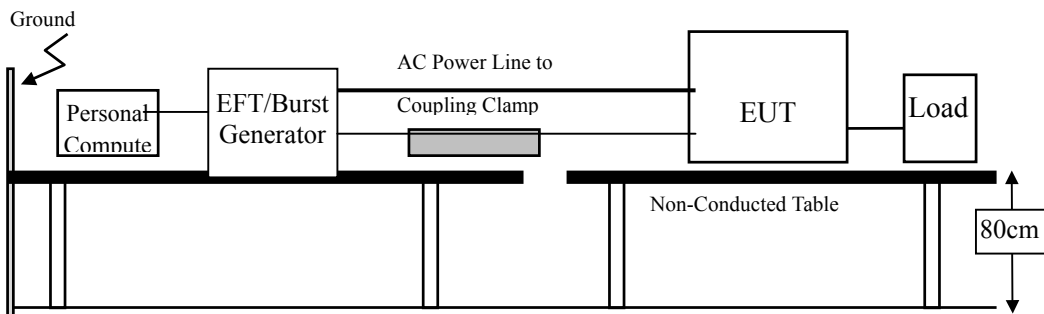 Ground
AC Power Line to
Personal
Compute
EFT/Burst
Generator
Coupling Clamp
EUT
Load
Non-Conducted Table
80cm